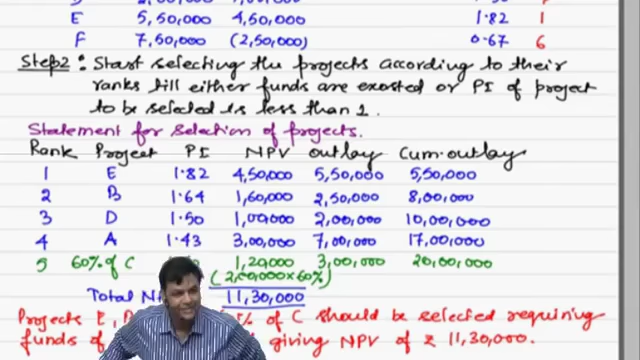 1·50
E 5,50,000 4,50,000 1·82 1
F 7,50,000 (2,50,000) 0·67 6
Step2: Start selecting the projects according to their
ranks till either funds are exosted or PI of project
to be selected is less than 1.
Statement for selection of projects.
Rank Project PI NPV outlay Cum. outlay
1 E 1·82 4,50,000 5,50,000 5,50,000
2 B 1·64 1,60,000 2,50,000 8,00,000
3 D 1·50 1,00,000 2,00,000 10,00,000
4 A 1·43 3,00,000 7,00,000 17,00,000
5 60% of C 1,20,000 3,00,000 20,00,000
(2,00,000×60%)
Total 11,30,000
Projects E, of C should be selected requiring
funds of giving NPV of ₹ 11,30,000.